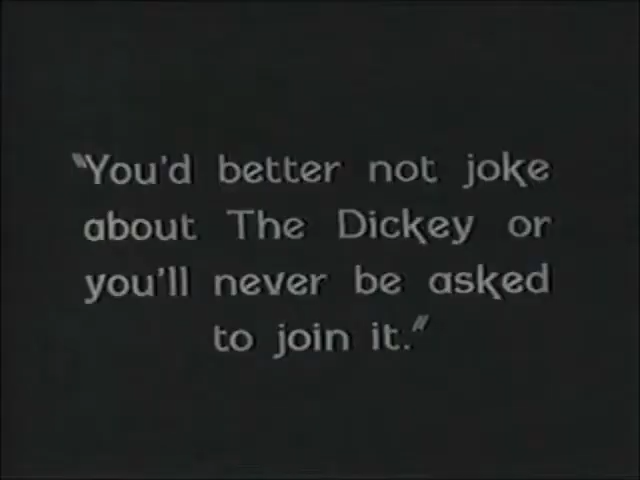 "You'd better not joke
about The Dickey or
you'll never be asked
to join it."